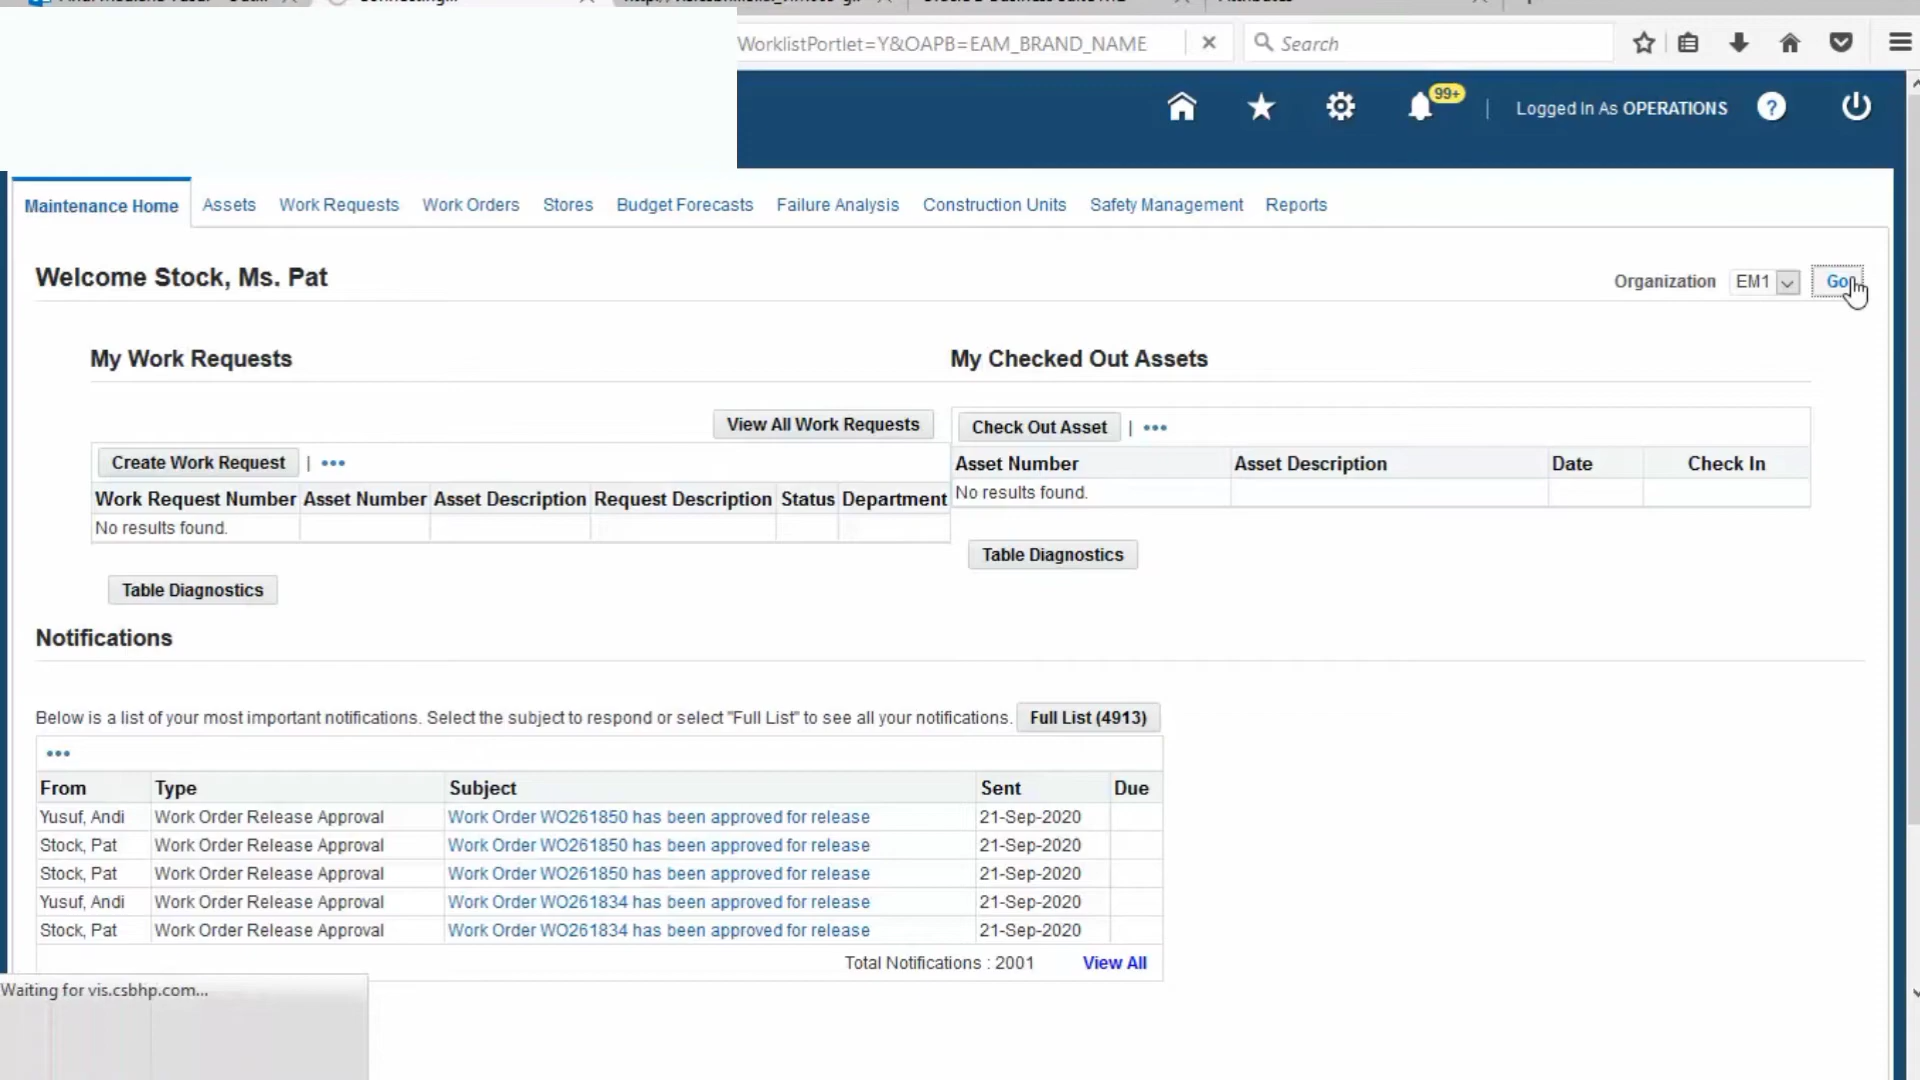 WorklistPortlet=Y&OAPB=EAM_BRAND_NAME
Search
99+
Logged In As OPERATIONS
?
Maintenance Home Assets Work Requests Work Orders Stores Budget Forecasts Failure Analysis Construction Units Safety Management Reports
Welcome Stock, Ms. Pat
Organization EM1 Go
My Work Requests
View All Work Requests
Create Work Request
Work Request Number Asset Number Asset Description Request Description Status Department
No results found.
Table Diagnostics
My Checked Out Assets
Check Out Asset
Asset Number Asset Description Date Check In
No results found.
Table Diagnostics
Notifications
Below is a list of your most important notifications. Select the subject to respond or select "Full List" to see all your notifications. Full List (4913)
From Type Subject Sent Due
Yusuf, Andi Work Order Release Approval Work Order WO261850 has been approved for release 21-Sep-2020
Stock, Pat Work Order Release Approval Work Order WO261850 has been approved for release 21-Sep-2020
Stock, Pat Work Order Release Approval Work Order WO261850 has been approved for release 21-Sep-2020
Yusuf, Andi Work Order Release Approval Work Order WO261834 has been approved for release 21-Sep-2020
Stock, Pat Work Order Release Approval Work Order WO261834 has been approved for release 21-Sep-2020
Total Notifications : 2001 View All
Waiting for vis.csbhp.com...